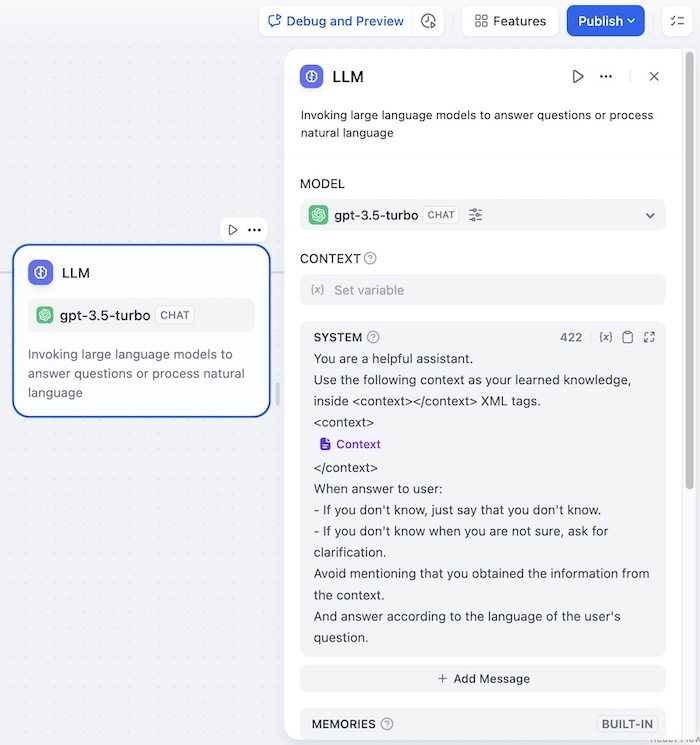 Debug and Preview
Features
Publish
LLM
gpt-3.5-turbo CHAT
Invoking large language models to
answer questions or process natural
language
LLM
Invoking large language models to answer questions or process
natural language
MODEL
gpt-3.5-turbo CHAT
CONTEXT
{x} Set variable
SYSTEM 422 {x}
You are a helpful assistant.
Use the following context as your learned knowledge,
inside <context></context> XML tags.
<context>
Context
</context>
When answer to user:
- If you don't know, just say that you don't know.
- If you don't know when you are not sure, ask for
clarification.
Avoid mentioning that you obtained the information from
the context.
And answer according to the language of the user's
question.
+ Add Message
MEMORIES BUILT-IN